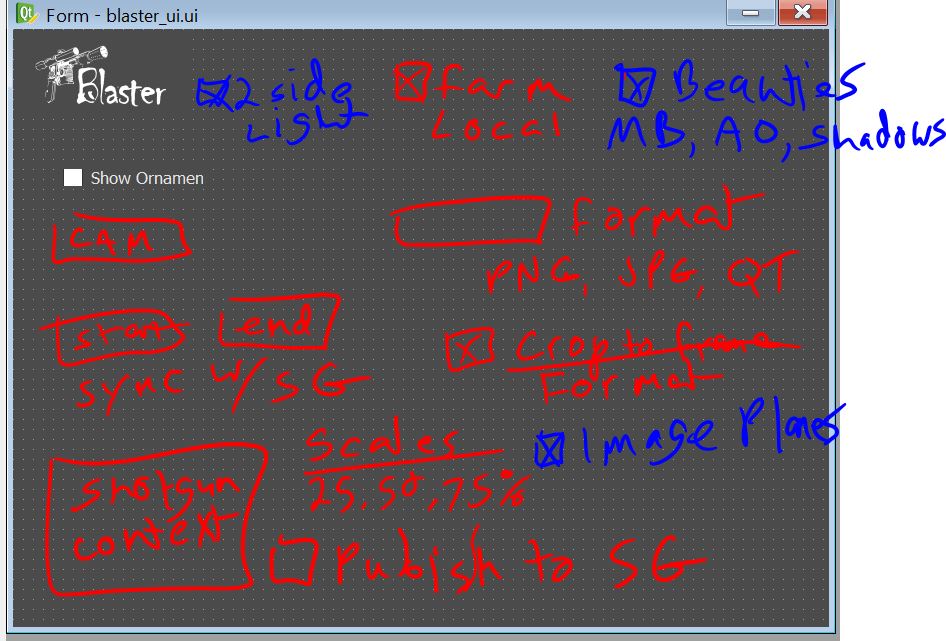 Form - blaster_ui.ui
Blaster
2 side
Light
Farm
Local
Beauties
MB, AO, shadows
Show Ornamen
CAM
Format
PNG, JPG, QT
start
end
sync w/ SG
Crop to frame
Format
Scales
25, 50, 75%
Image Planes
shotgun
context
Publish to SG